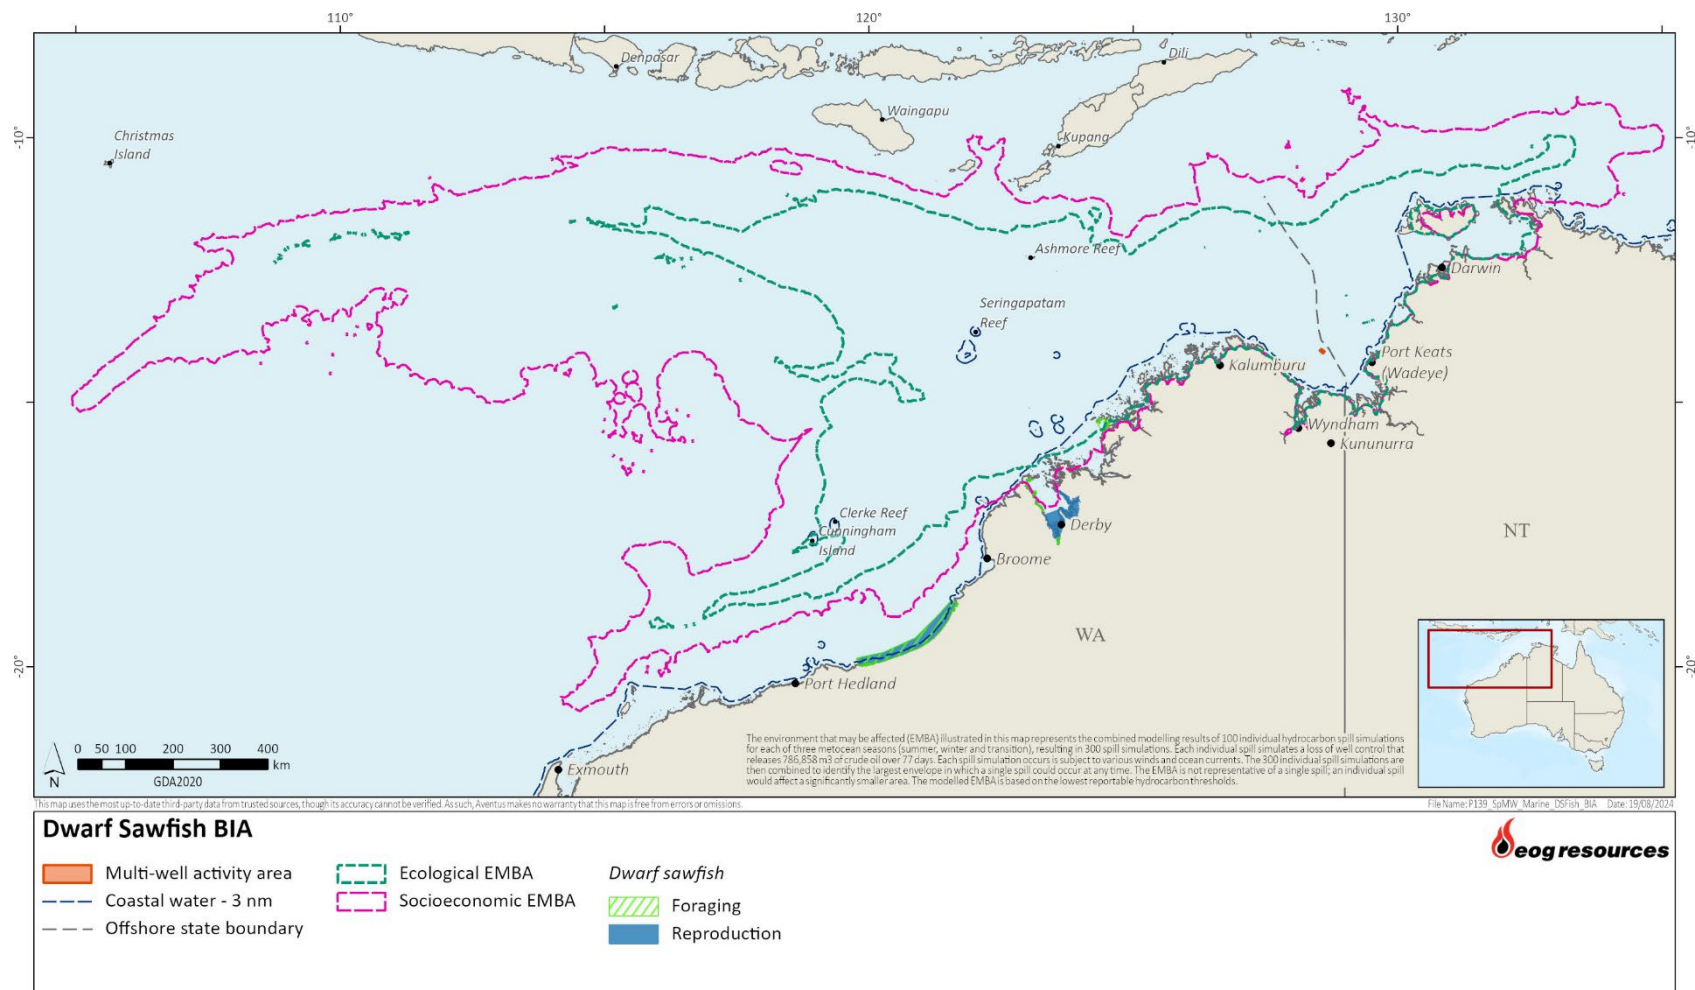 110°
120°
130°
-10°
-10°
Denpasar
Dili
Waingapu
Christmas
Island
Kupang
Ashmore Reef
Darwin
Seringapatam
Reef
Kalumburu
Port Keats
(Wadeye)
Wyndham
Kununurra
Clerke Reef
Cunningham
Island
Derby
Broome
NT
WA
-20°
-20°
Port Hedland
Exmouth
0 50 100 200 300 400
km
N
GDA2020
The environment that may be affected (EMBA) illustrated in this map represents the combined modelling results of 100 individual hydrocarbon spill simulations
for each of three metocean seasons (summer, winter and transition), resulting in 300 spill simulations. Each individual spill simulates a loss of well control that
releases 786,858 m3 of crude oil over 77 days. Each spill simulation occurs is subject to various winds and ocean currents. The 300 individual spill simulations are
then combined to identify the largest envelope in which a single spill could occur at any time. The EMBA is not representative of a single spill; an individual spill
would affect a significantly smaller area. The modelled EMBA is based on the lowest reportable hydrocarbon thresholds.
This map uses the most up-to-date third-party data from trusted sources, though its accuracy cannot be verified. As such, Aventus makes no warranty that this map is free from errors or omissions.
File Name: P139_SpMW_Marine_DSFish_BIA Date: 19/08/2024
Dwarf Sawfish BIA
eog resources
Multi-well activity area
Coastal water - 3 nm
Offshore state boundary
Ecological EMBA
Socioeconomic EMBA
Dwarf sawfish
Foraging
Reproduction